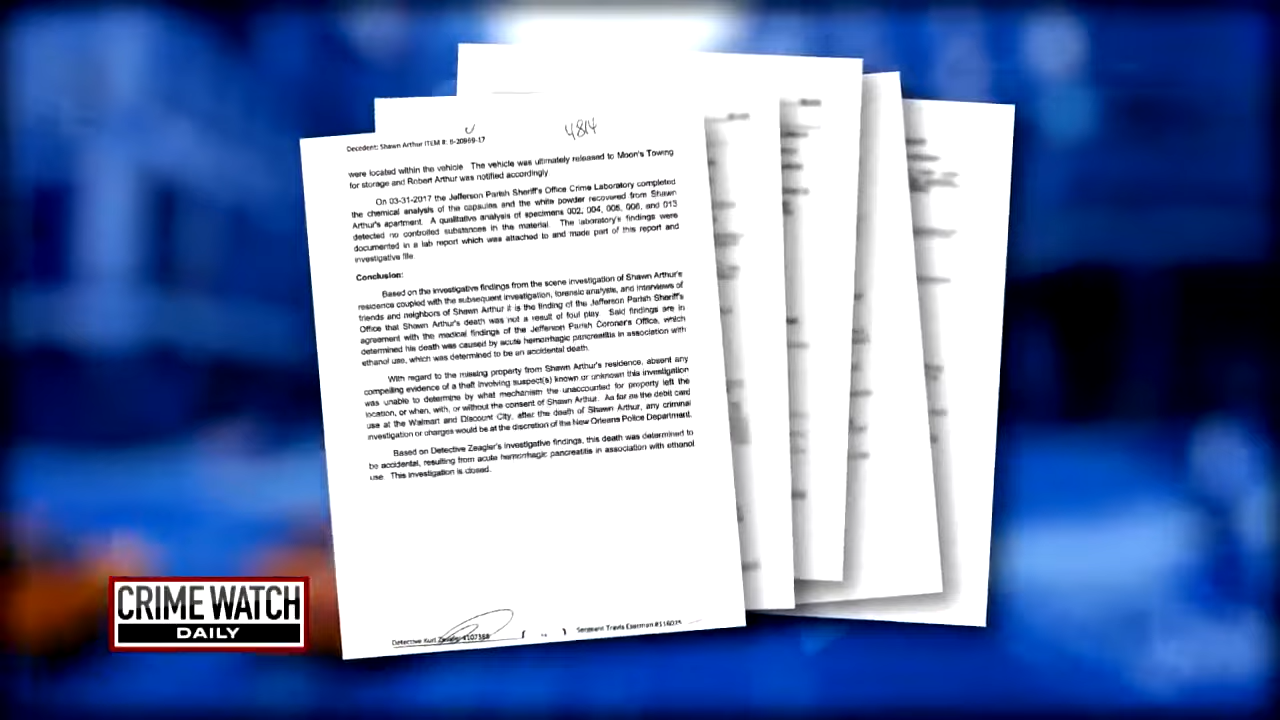 4814
Decedent: Shawn Arthur ITEM #:
were located within the vehicle The vehicle was ultimately released to Moon's Towing
for storage and Robert Arthur was notified accordingly
On 03-31-2017 the Jefferson Parish Sheriff's Office Crime Laboratory completed
the chemical analysis of the capsules and the white powder recovered from Shawn
Arthur's apartment. A qualitative analysis of specimens 002, 004, 005, 006, and 013
detected no controlled substances in the material. The laboratory's findings were
documented in a lab report which was attached to and made part of this report and
investigative file.
Conclusion:
Based on the investigative findings from the scene investigation of Shawn Arthur's
residence coupled with the subsequent investigation, forensic analysis, and interviews of
friends and neighbors of Shawn Arthur it is the finding of the Jefferson Parish Sheriff's
Office that Shawn Arthur's death was not a result of foul play. Said findings are in
agreement with the medical findings of the Jefferson Parish Coroner's Office, which
determined his death was caused by acute hemorrhagic pancreatitis in association with
ethanol use, which was determined to be an accidental death.
With regard to the missing property from Shawn Arthur's residence, absent any
compelling evidence of a theft involving suspect(s) known or unknown this investigation
was unable to determine by what mechanism the unaccounted for property left the
location, or when, with, or without the consent of Shawn Arthur. As far as the debit card
use at the Walmart and Discount City, after the death of Shawn Arthur, any criminal
investigation or charges would be at the discretion of the New Orleans Police Department.
Based on Detective Zeagler's investigative findings, this death was determined to
be accidental, resulting from acute hemorrhagic pancreatitis in association with ethanol
use. This investigation is closed.
Detective Kurt
Sergeant Travis
CRIME WATCH
DAILY